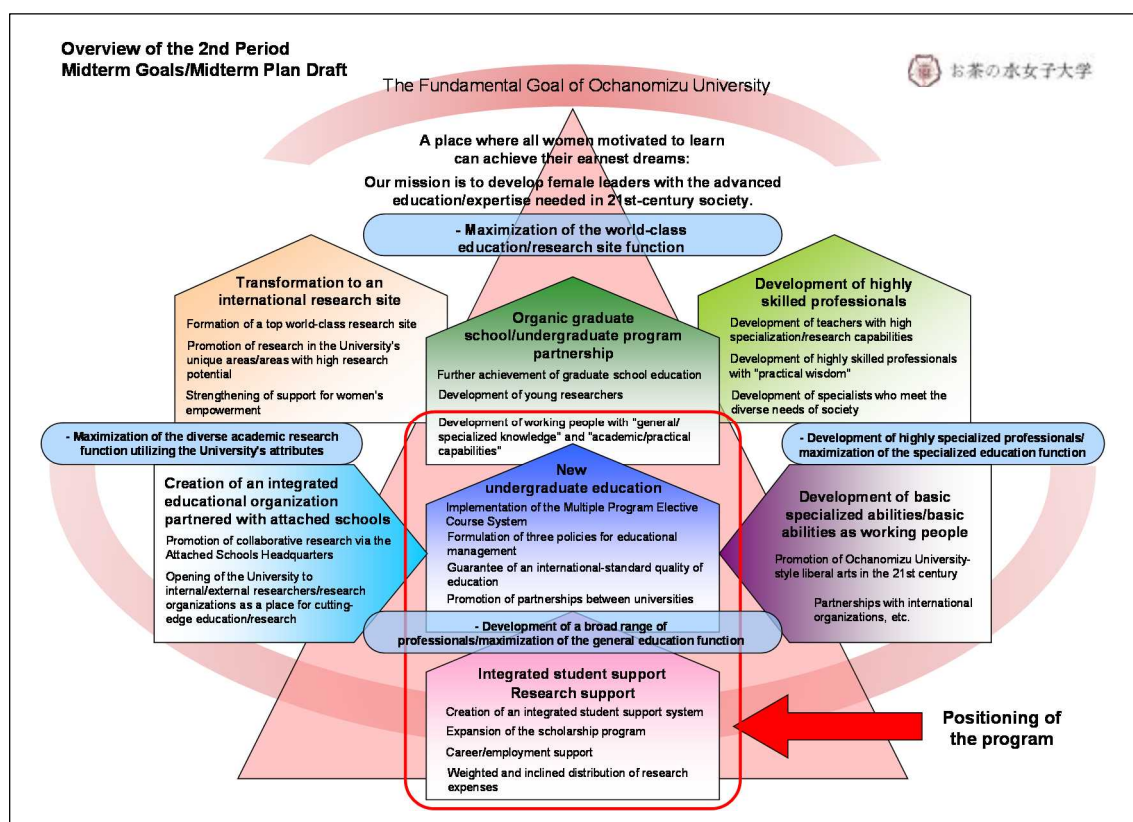 Overview of the 2nd Period
Midterm Goals/Midterm Plan Draft
お茶の水女子大学
The Fundamental Goal of Ochanomizu University
A place where all women motivated to learn
can achieve their earnest dreams:
Our mission is to develop female leaders with the advanced
education/expertise needed in 21st-century society.
- Maximization of the world-class
education/research site function
Transformation to an
international research site
Formation of a top world-class research site
Promotion of research in the University's
unique areas/areas with high research
potential
Strengthening of support for women's
empowerment
Organic graduate
school/undergraduate program
partnership
Further achievement of graduate school education
Development of young researchers
Development of working people with "general/
specialized knowledge" and "academic/practical
capabilities"
Development of highly
skilled professionals
Development of teachers with high
specialization/research capabilities
Development of highly skilled professionals
with "practical wisdom"
Development of specialists who meet the
diverse needs of society
- Maximization of the diverse academic research
function utilizing the University's attributes
- Development of highly specialized professionals/
maximization of the specialized education function
Creation of an integrated
educational organization
partnered with attached schools
Promotion of collaborative research via the
Attached Schools Headquarters
Opening of the University to
internal/external researchers/research
organizations as a place for cutting-
edge education/research
New
undergraduate education
Implementation of the Multiple Program Elective
Course System
Formulation of three policies for educational
management
Guarantee of an international-standard quality of
education
Promotion of partnerships between universities
Development of basic
specialized abilities/basic
abilities as working people
Promotion of Ochanomizu University-
style liberal arts in the 21st century
Partnerships with international
organizations, etc.
- Development of a broad range of
professionals/maximization of the general education function
Integrated student support
Research support
Creation of an integrated student support system
Expansion of the scholarship program
Career/employment support
Weighted and inclined distribution of research
expenses
Positioning of
the program